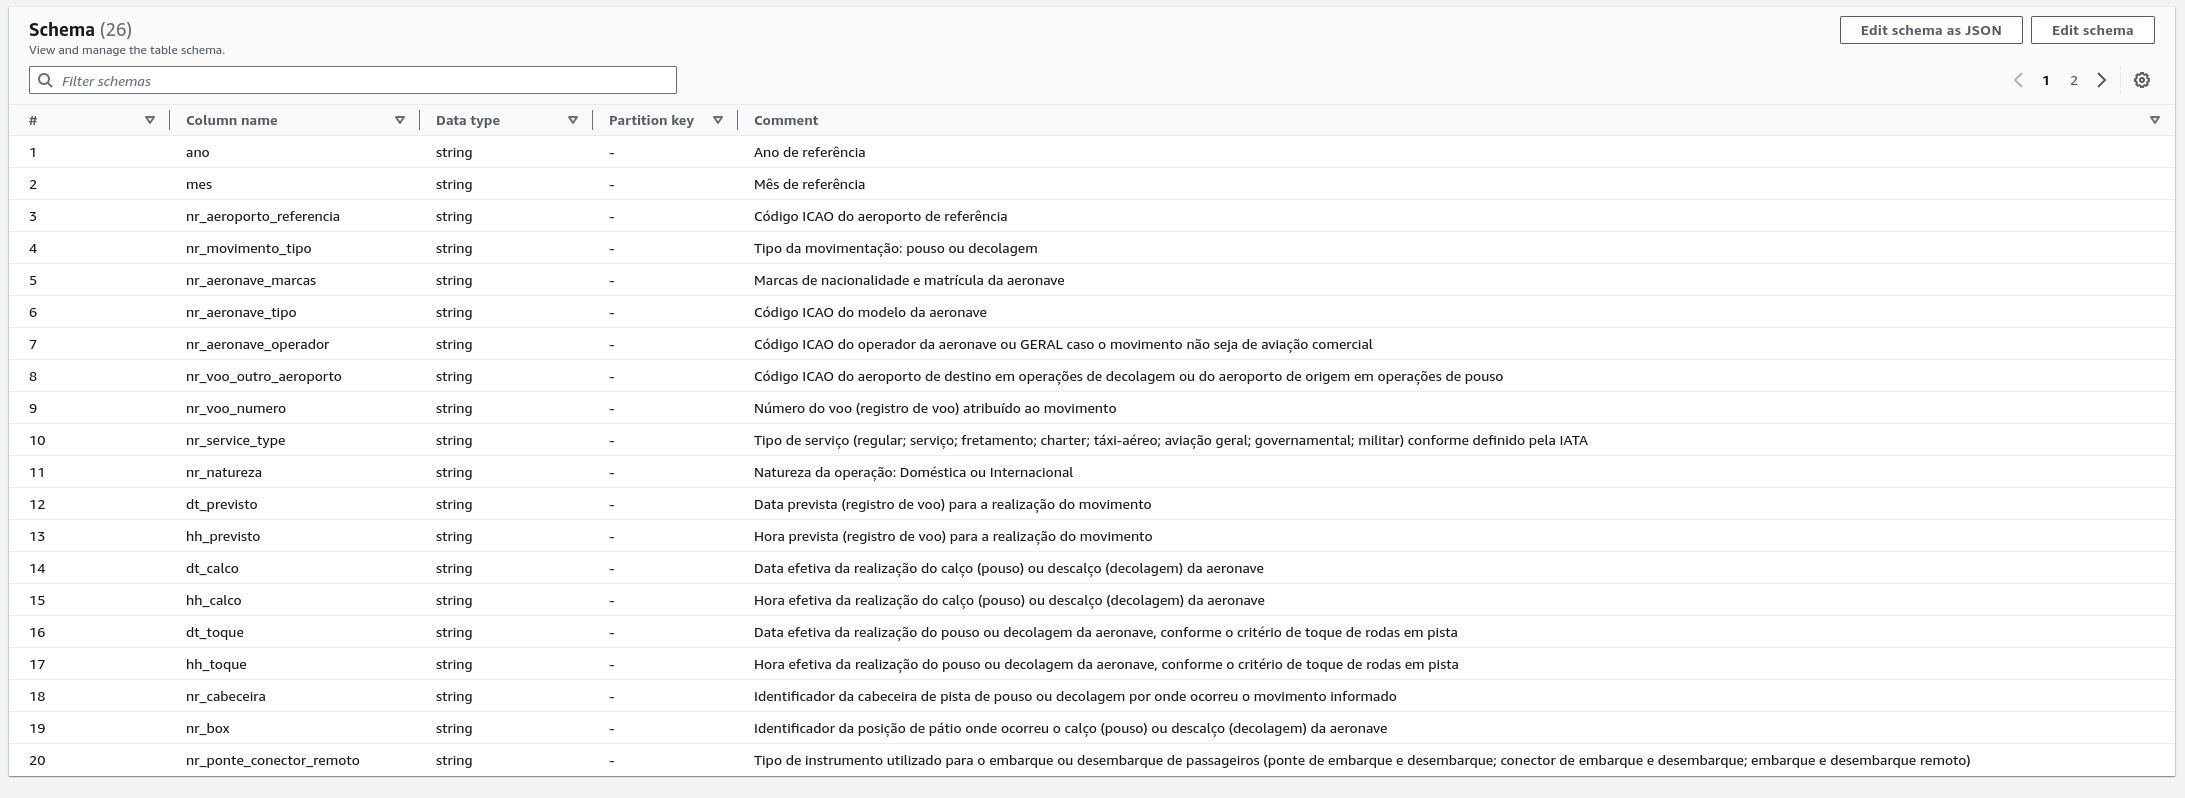 Schema (26)
View and manage the table schema.
Edit schema as JSON
Edit schema
Filter schemas
1 2
# Column name Data type Partition key Comment
1 ano string - Ano de referência
2 mes string - Mês de referência
3 nr_aeroporto_referencia string - Código ICAO do aeroporto de referência
4 nr_movimento_tipo string - Tipo da movimentação: pouso ou decolagem
5 nr_aeronave_marcas string - Marcas de nacionalidade e matrícula da aeronave
6 nr_aeronave_tipo string - Código ICAO do modelo da aeronave
7 nr_aeronave_operador string - Código ICAO do operador da aeronave ou GERAL caso o movimento não seja de aviação comercial
8 nr_voo_outro_aeroporto string - Código ICAO do aeroporto de destino em operações de decolagem ou do aeroporto de origem em operações de pouso
9 nr_voo_numero string - Número do voo (registro de voo) atribuído ao movimento
10 nr_service_type string - Tipo de serviço (regular; serviço; fretamento; charter; táxi-aéreo; aviação geral; governamental; militar) conforme definido pela IATA
11 nr_natureza string - Natureza da operação: Doméstica ou Internacional
12 dt_previsto string - Data prevista (registro de voo) para a realização do movimento
13 hh_previsto string - Hora prevista (registro de voo) para a realização do movimento
14 dt_calco string - Data efetiva da realização do calço (pouso) ou descalço (decolagem) da aeronave
15 hh_calco string - Hora efetiva da realização do calço (pouso) ou descalço (decolagem) da aeronave
16 dt_toque string - Data efetiva da realização do pouso ou decolagem da aeronave, conforme o critério de toque de rodas em pista
17 hh_toque string - Hora efetiva da realização do pouso ou decolagem da aeronave, conforme o critério de toque de rodas em pista
18 nr_cabeceira string - Identificador da cabeceira de pista de pouso ou decolagem por onde ocorreu o movimento informado
19 nr_box string - Identificador da posição de pátio onde ocorreu o calço (pouso) ou descalço (decolagem) da aeronave
20 nr_ponte_conector_remoto string - Tipo de instrumento utilizado para o embarque ou desembarque de passageiros (ponte de embarque e desembarque; conector de embarque e desembarque; embarque e desembarque remoto)